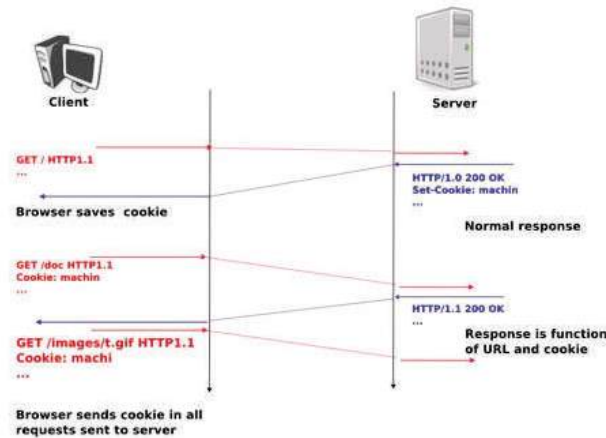 Client
Server
GET / HTTP1.1
...
HTTP/1.0 200 OK
Set-Cookie: machin
...
Browser saves cookie
Normal response
GET /doc HTTP1.1
Cookie: machin
...
HTTP/1.1 200 OK
...
GET /images/t.gif HTTP1.1
Cookie: machi
...
Response is function
of URL and cookie
Browser sends cookie in all
requests sent to server